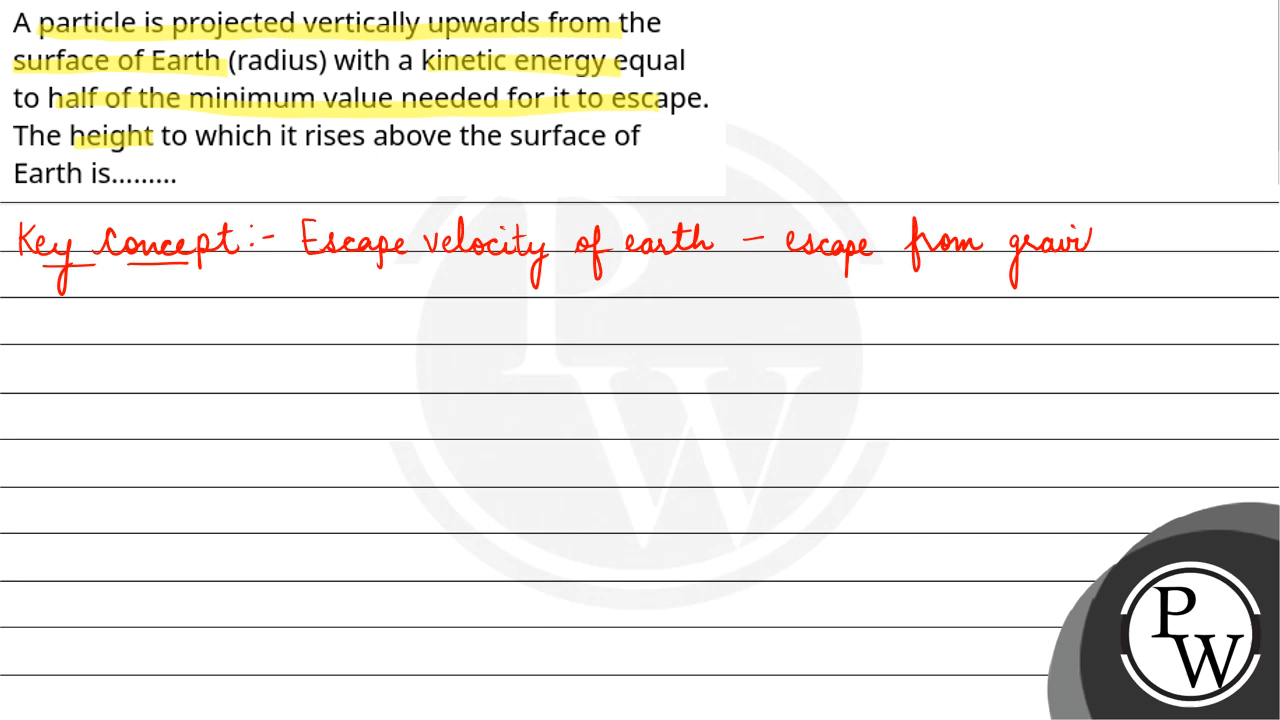 A particle is projected vertically upwards from the
surface of Earth (radius) with a kinetic energy equal
to half of the minimum value needed for it to escape.
The height to which it rises above the surface of
Earth is.........
Key concept :- Escape velocity of earth – escape from gravi
P
W
P
W